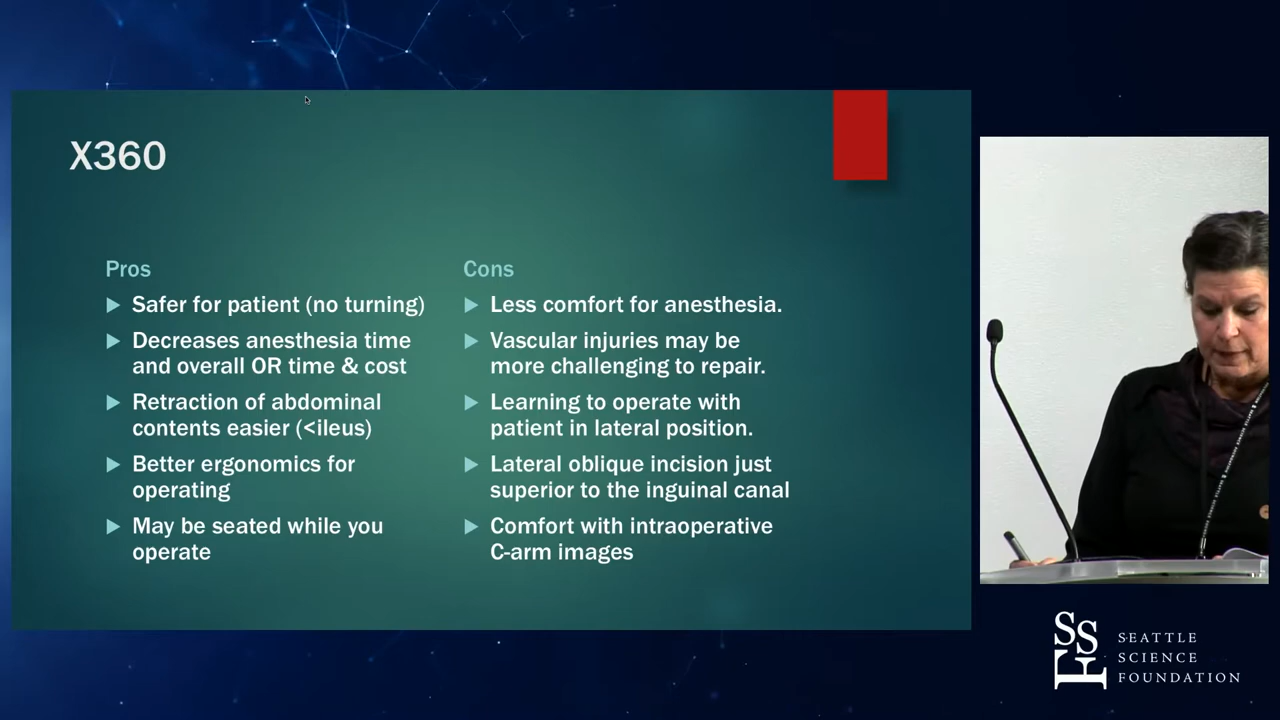 X360
Pros
Safer for patient (no turning)
Decreases anesthesia time
and overall OR time & cost
Retraction of abdominal
contents easier (<ileus)
Better ergonomics for
operating
May be seated while you
operate
Cons
Less comfort for anesthesia.
Vascular injuries may be
more challenging to repair.
Learning to operate with
patient in lateral position.
Lateral oblique incision just
superior to the inguinal canal
Comfort with intraoperative
C-arm images
SSF
SEATTLE
SCIENCE
FOUNDATION